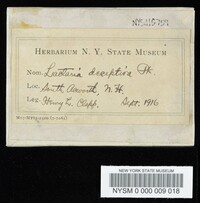 HERBARIUM N. Y. STATE MUSEUM
Nom. Lecteria deceptiva Pk.
Loc. South Acworth, N. H.
Leg. Henry L. Clapp. Sept. 1916
NEW YORK STATE MUSEUM
NYSM 0 000 009 018